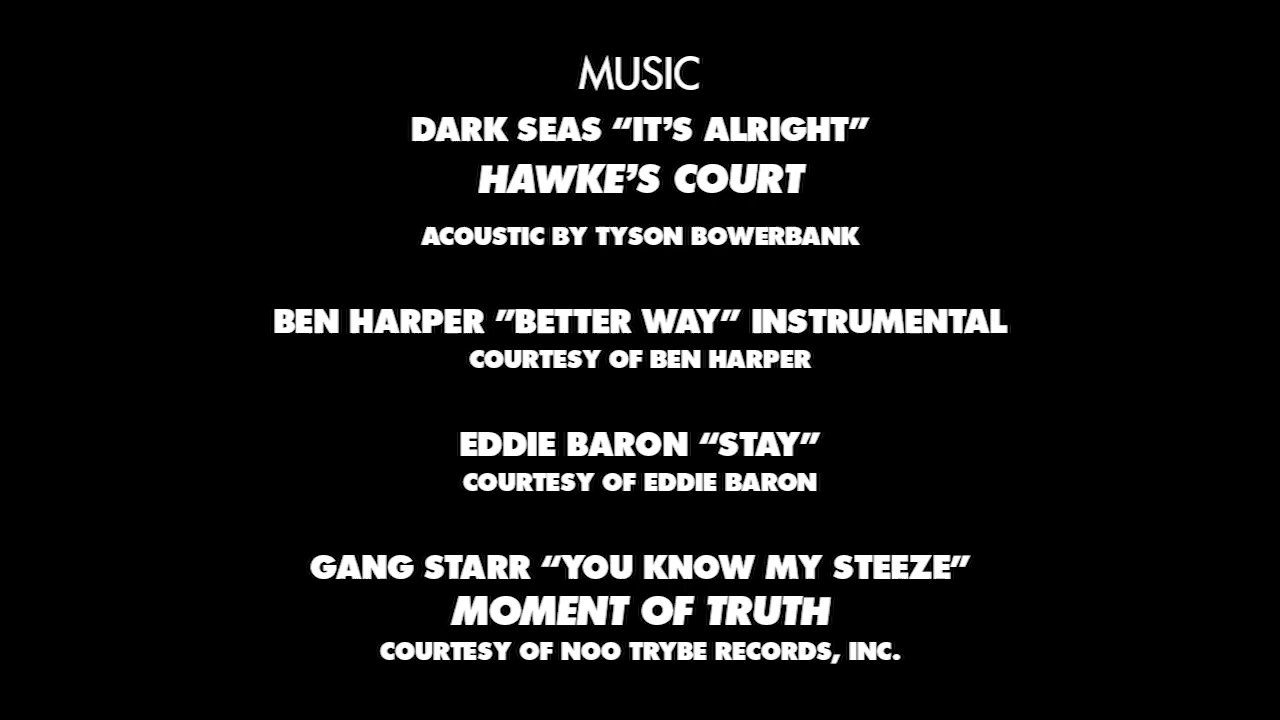 MUSIC
DARK SEAS “IT’S ALRIGHT”
HAWKE’S COURT
ACOUSTIC BY TYSON BOWERBANK
BEN HARPER ”BETTER WAY” INSTRUMENTAL
COURTESY OF BEN HARPER
EDDIE BARON “STAY”
COURTESY OF EDDIE BARON
GANG STARR “YOU KNOW MY STEEZE”
MOMENT OF TRUTH
COURTESY OF NOO TRYBE RECORDS, INC.